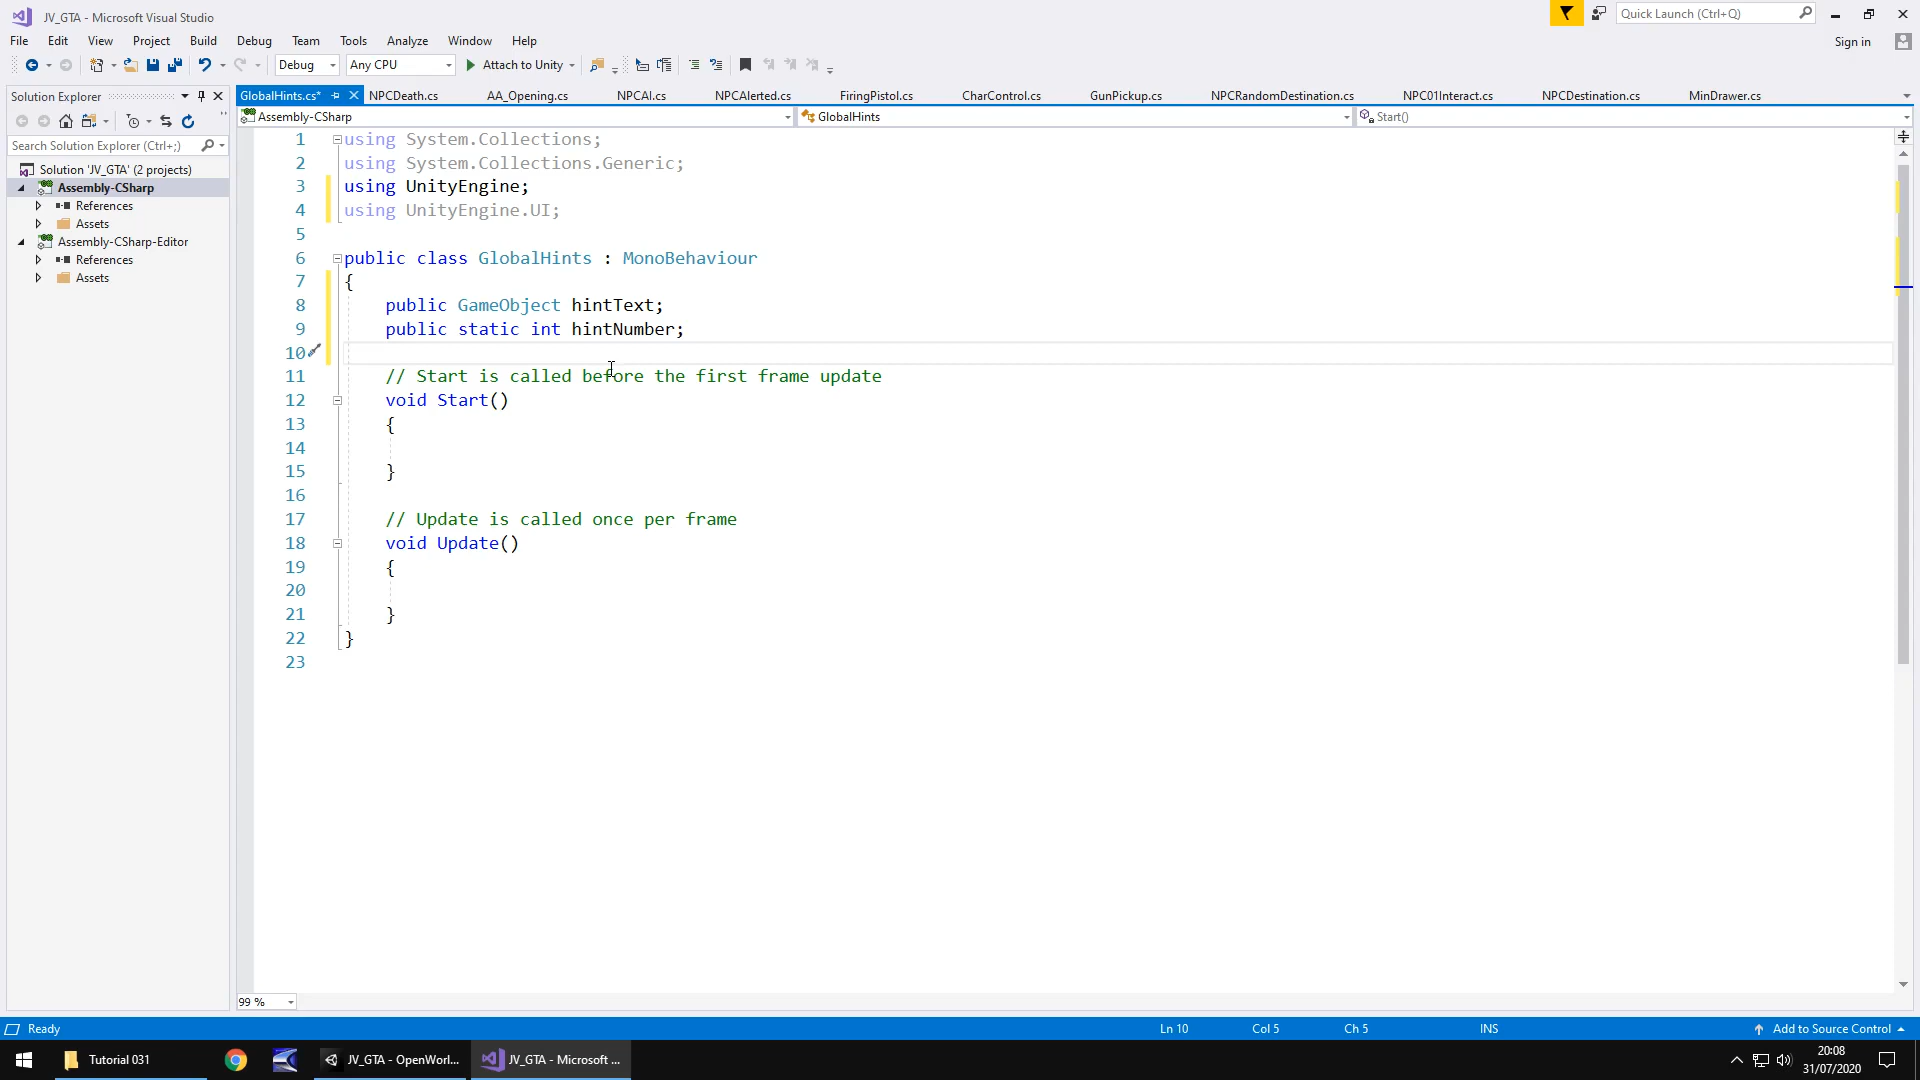 JV_GTA - Microsoft Visual Studio
Quick Launch (Ctrl+Q)
File Edit View Project Build Debug Team Tools Analyze Window Help
Sign in
Debug Any CPU Attach to Unity
Solution Explorer
GlobalHints.cs* NPCDeath.cs AA_Opening.cs NPCAI.cs NPCAlerted.cs FiringPistol.cs CharControl.cs GunPickup.cs NPCRandomDestination.cs NPC01Interact.cs NPCDestination.cs MinDrawer.cs
Assembly-CSharp GlobalHints Start()
Search Solution Explorer (Ctrl+;)
Solution 'JV_GTA' (2 projects)
Assembly-CSharp
References
Assets
Assembly-CSharp-Editor
References
Assets
1 using System.Collections;
2 using System.Collections.Generic;
3 using UnityEngine;
4 using UnityEngine.UI;
5
6 public class GlobalHints : MonoBehaviour
7 {
8 public GameObject hintText;
9 public static int hintNumber;
10
11 // Start is called before the first frame update
12 void Start()
13 {
14
15 }
16
17 // Update is called once per frame
18 void Update()
19 {
20
21 }
22 }
23
99 %
Ready Ln 10 Col 5 Ch 5 INS Add to Source Control
Tutorial 031 JV_GTA - OpenWorl... JV_GTA - Microsoft ...
20:08
31/07/2020